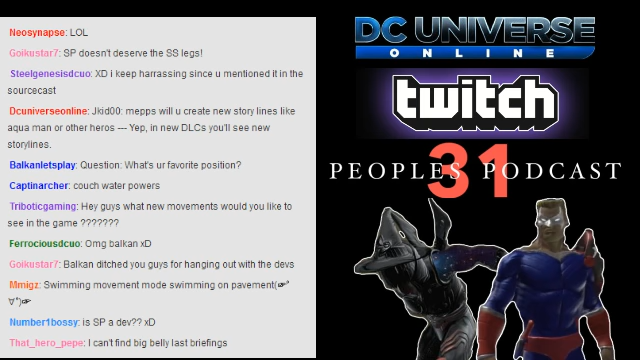 Neosynapse: LOL
Goikustar7: SP doesn't deserve the SS legs!
Steelgenesisdcuo: XD i keep harrassing since u mentioned it in the
sourcecast
Dcuniverseonline: Jkid00: mepps will u create new story lines like
aqua man or other heros --- Yep, in new DLCs you'll see new
storylines.
Balkanletsplay: Question: What's ur favorite position?
Captinarcher: couch water powers
Triboticgaming: Hey guys what new movements would you like to
see in the game ???????
Ferrociousdcuo: Omg balkan xD
Goikustar7: Balkan ditched you guys for hanging out with the devs
Mmigz: Swimming movement mode swimming on pavement(☞ﾟ
∀ﾟ)☞
Number1bossy: is SP a dev?? xD
That_hero_pepe: I can't find big belly last briefings
DC UNIVERSE
ONLINE
twitch
PEOPLES PODCAST
31